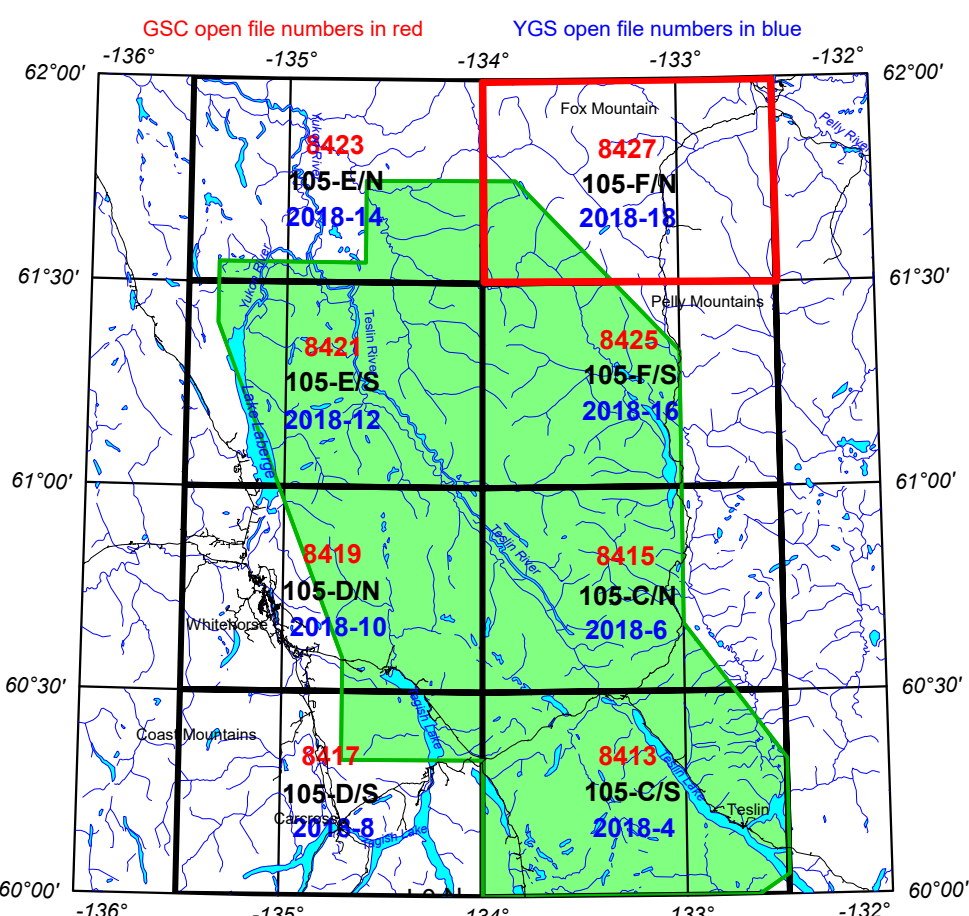 GSC open file numbers in red
YGS open file numbers in blue
-136°
-135°
-134°
-133°
-132°
62°00'
62°00'
Fox Mountain
Yukon River
Pelly River
8423
8427
105-E/N
105-F/N
2018-14
2018-18
61°30'
61°30'
Yukon River
Pelly Mountains
Teslin River
8421
8425
105-E/S
105-F/S
2018-12
2018-16
Lake Laberge
61°00'
61°00'
Teslin River
8419
8415
105-D/N
105-C/N
2018-10
2018-6
Whitehorse
60°30'
60°30'
Tagish Lake
Coast Mountains
8417
8413
Teslin Lake
105-D/S
105-C/S
Teslin
Carcross
2018-8
2018-4
Tagish Lake
60°00'
60°00'
-136°
-135°
-134°
-133°
-132°